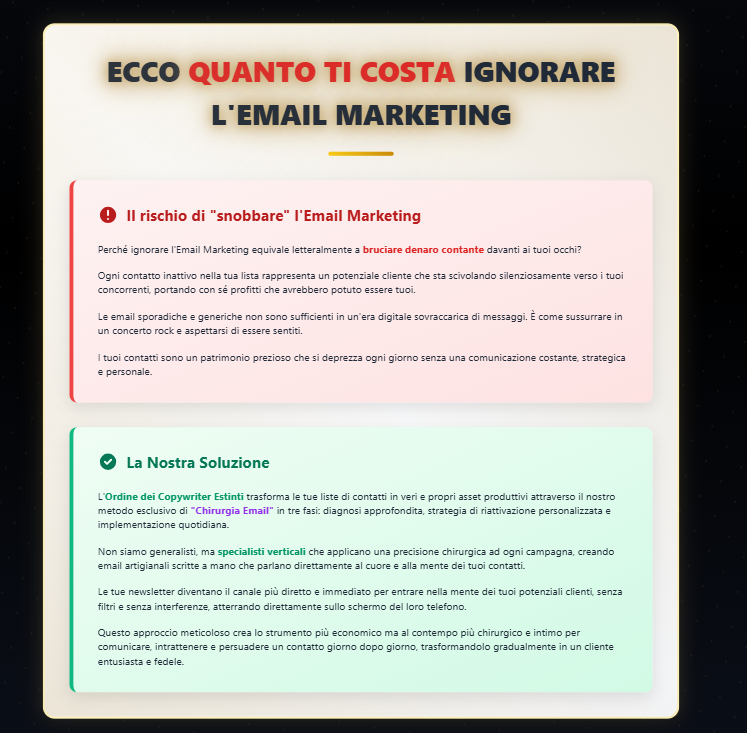 ECCO QUANTO TI COSTA IGNORARE
L'EMAIL MARKETING
Il rischio di "snobbare" l'Email Marketing
Perché ignorare l'Email Marketing equivale letteralmente a bruciare denaro contante davanti ai tuoi occhi?
Ogni contatto inattivo nella tua lista rappresenta un potenziale cliente che sta scivolando silenziosamente verso i tuoi
concorrenti, portando con sé profitti che avrebbero potuto essere tuoi.
Le email sporadiche e generiche non sono sufficienti in un'era digitale sovraccarica di messaggi. È come sussurrare in
un concerto rock e aspettarsi di essere sentiti.
I tuoi contatti sono un patrimonio prezioso che si deprezza ogni giorno senza una comunicazione costante, strategica
e personale.
La Nostra Soluzione
L'Ordine dei Copywriter Estinti trasforma le tue liste di contatti in veri e propri asset produttivi attraverso il nostro
metodo esclusivo di "Chirurgia Email" in tre fasi: diagnosi approfondita, strategia di riattivazione personalizzata e
implementazione quotidiana.
Non siamo generalisti, ma specialisti verticali che applicano una precisione chirurgica ad ogni campagna, creando
email artigianali scritte a mano che parlano direttamente al cuore e alla mente dei tuoi contatti.
Le tue newsletter diventano il canale più diretto e immediato per entrare nella mente dei tuoi potenziali clienti, senza
filtri e senza interferenze, atterrando direttamente sullo schermo del loro telefono.
Questo approccio meticoloso crea lo strumento più economico ma al contempo più chirurgico e intimo per
comunicare, intrattenere e persuadere un contatto giorno dopo giorno, trasformandolo gradualmente in un cliente
entusiasta e fedele.